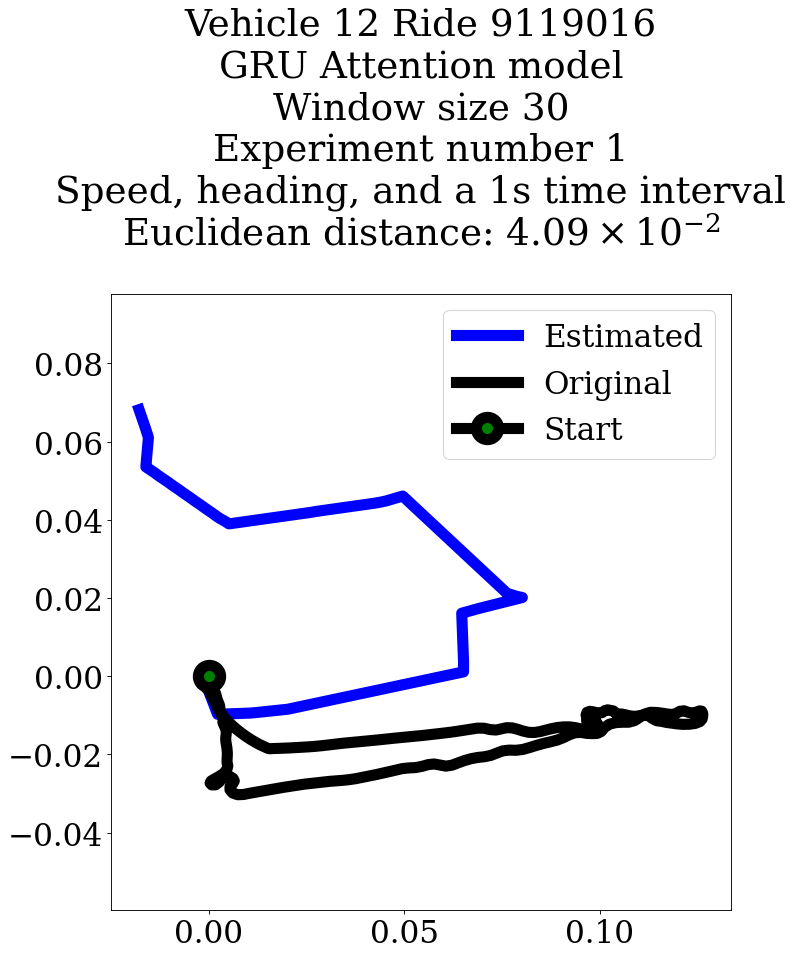 Vehicle 12 Ride 9119016
GRU Attention model
Window size 30
Experiment number 1
Speed, heading, and a 1s time interval
Euclidean distance: 4.09 × 10⁻²
Estimated
Original
Start
0.08
0.06
0.04
0.02
0.00
−0.02
−0.04
0.00 0.05 0.10